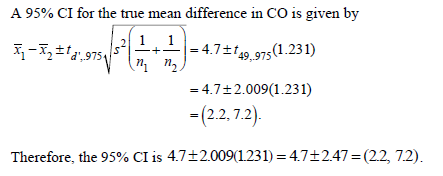 A 95% CI for the true mean difference in CO is given by
x̄₁ − x̄₂ ± t_{d′,.975} √(s²(1/n₁ + 1/n₂)) = 4.7 ± t_{49,.975}(1.231)
= 4.7 ± 2.009(1.231)
= (2.2, 7.2).
Therefore, the 95% CI is 4.7 ± 2.009(1.231) = 4.7 ± 2.47 = (2.2, 7.2).